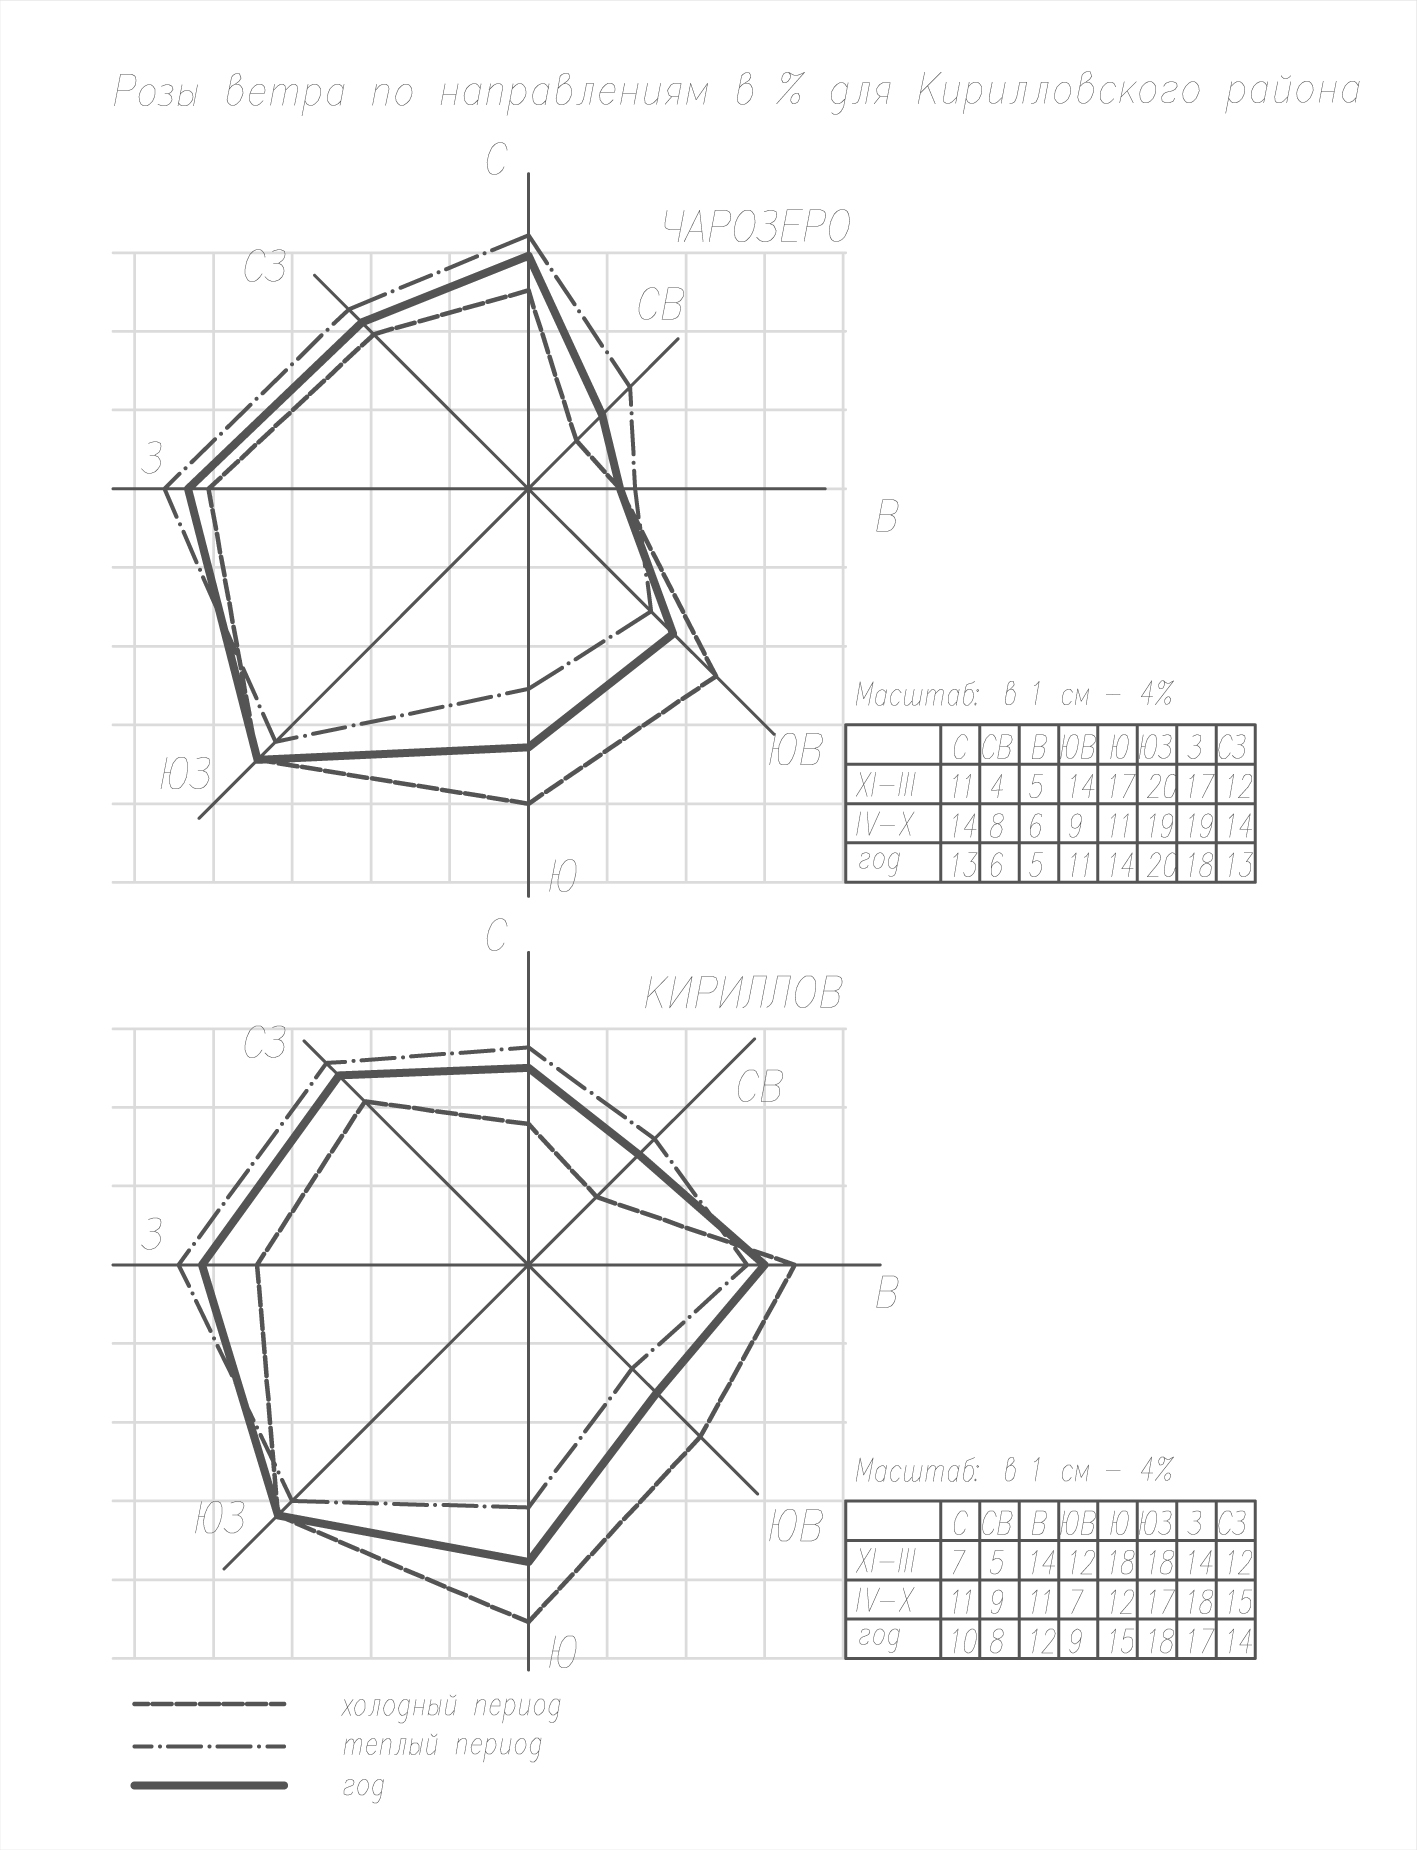 Розы ветра по направлениям в % для Кирилловского района
С
ЧАРОЗЕРО
СЗ
СВ
З
В
ЮЗ
ЮВ
Ю
Масштаб: в 1 см - 4%
С СВ В ЮВ Ю ЮЗ З СЗ
XI-III 11 4 5 14 17 20 17 12
IV-X 14 8 6 9 11 19 19 14
год 13 6 5 11 14 20 18 13
С
КИРИЛЛОВ
СЗ
СВ
З
В
ЮЗ
ЮВ
Ю
Масштаб: в 1 см - 4%
С СВ В ЮВ Ю ЮЗ З СЗ
XI-III 7 5 14 12 18 18 14 12
IV-X 11 9 11 7 12 17 18 15
год 10 8 12 9 15 18 17 14
холодный период
теплый период
год